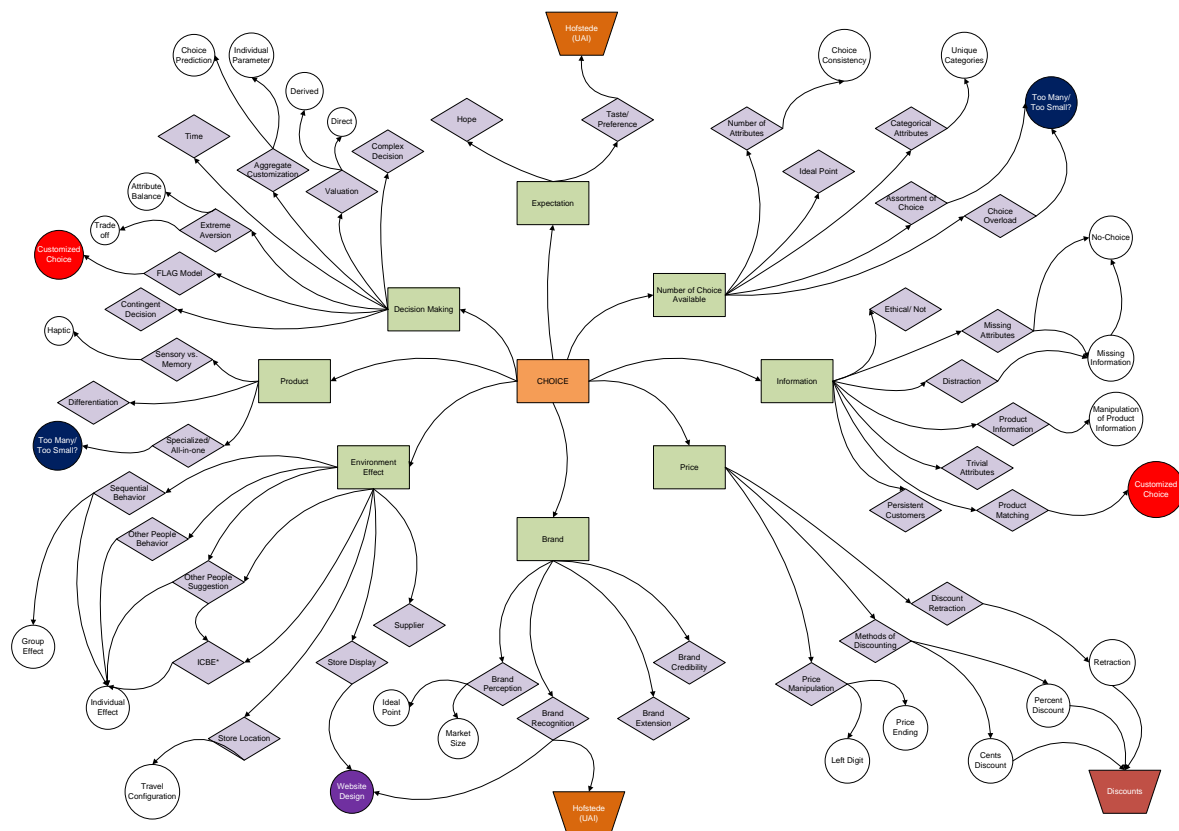 Hofstede
(UAI)
Choice
Prediction
Individual
Parameter
Choice
Consistency
Unique
Categories
Derived
Direct
Too Many/
Too Small?
Time
Hope
Taste/
Preference
Number of
Attributes
Categorical
Attributes
Complex
Decision
Aggregate
Customization
Valuation
Ideal Point
Attribute
Balance
Expectation
Assortment of
Choice
Choice
Overload
Trade
off
Extreme
Aversion
No-Choice
Customized
Choice
FLAG Model
Contingent
Decision
Decision Making
Number of Choice
Available
Ethical/ Not
Missing
Attributes
Haptic
Sensory vs.
Memory
Missing
Information
Product
CHOICE
Information
Distraction
Differentiation
Product
Information
Manipulation
of Product
Information
Too Many/
Too Small?
Specialized/
All-in-one
Environment
Effect
Price
Trivial
Attributes
Sequential
Behavior
Customized
Choice
Persistent
Customers
Product
Matching
Other People
Behavior
Brand
Other People
Suggestion
Discount
Retraction
Supplier
Group
Effect
Methods of
Discounting
ICBE*
Store Display
Brand
Credibility
Retraction
Brand
Perception
Price
Manipulation
Individual
Effect
Ideal
Point
Brand
Recognition
Brand
Extension
Percent
Discount
Price
Ending
Store Location
Market
Size
Left Digit
Cents
Discount
Travel
Configuration
Website
Design
Discounts
Hofstede
(UAI)